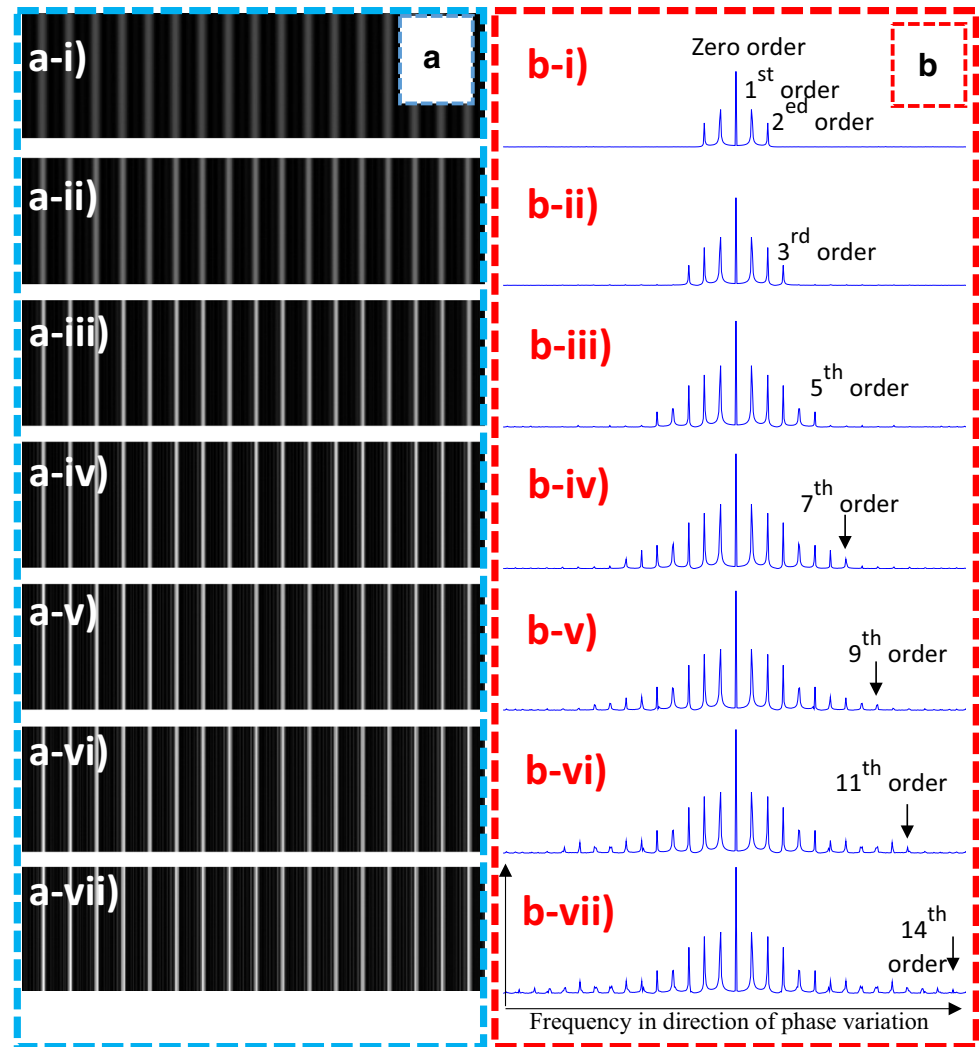 a
a-i)
a-ii)
a-iii)
a-iv)
a-v)
a-vi)
a-vii)
b
b-i)
Zero order
1st order
2ed order
b-ii)
3rd order
b-iii)
5th order
b-iv)
7th
order
b-v)
9th
order
b-vi)
11th
order
b-vii)
14th
order
Frequency in direction of phase variation